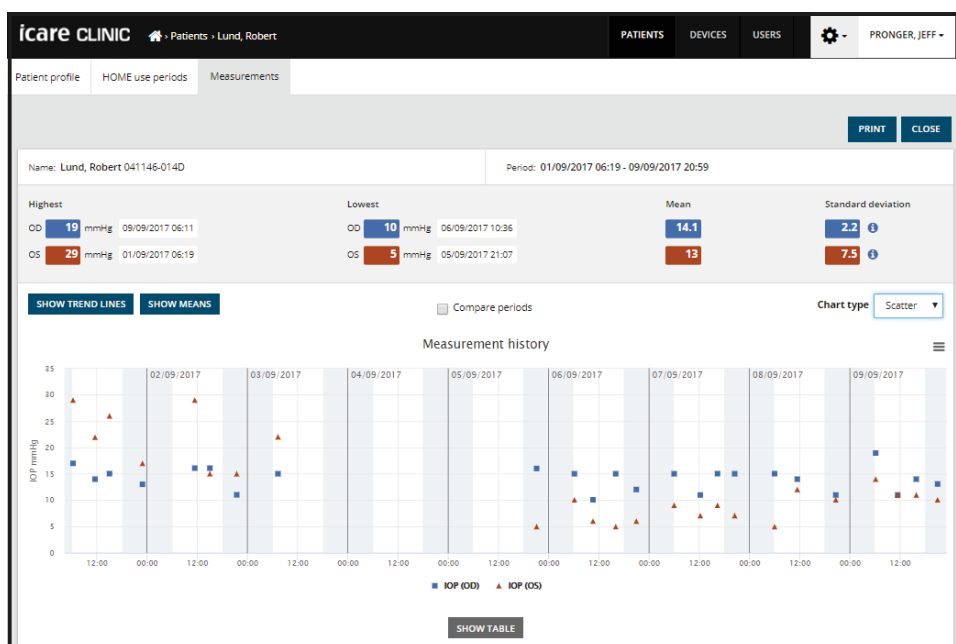 icare CLINIC › Patients › Lund, Robert PATIENTS DEVICES USERS PRONGER, JEFF
Patient profile HOME use periods Measurements
PRINT CLOSE
Name: Lund, Robert 041146-014D Period: 01/09/2017 06:19 - 09/09/2017 20:59
Highest Lowest Mean Standard deviation
OD 19 mmHg 09/09/2017 06:11 OD 10 mmHg 06/09/2017 10:36 14.1 2.2 i
OS 29 mmHg 01/09/2017 06:19 OS 5 mmHg 05/09/2017 21:07 13 7.5 i
SHOW TREND LINES SHOW MEANS Compare periods Chart type Scatter
Measurement history
35 02/09/2017 03/09/2017 04/09/2017 05/09/2017 06/09/2017 07/09/2017 08/09/2017 09/09/2017
30
25
20
15
10
5
0
IOP mmHg
12:00 00:00 12:00 00:00 12:00 00:00 12:00 00:00 12:00 00:00 12:00 00:00 12:00 00:00 12:00 00:00 12:00
IOP (OD) IOP (OS)
SHOW TABLE